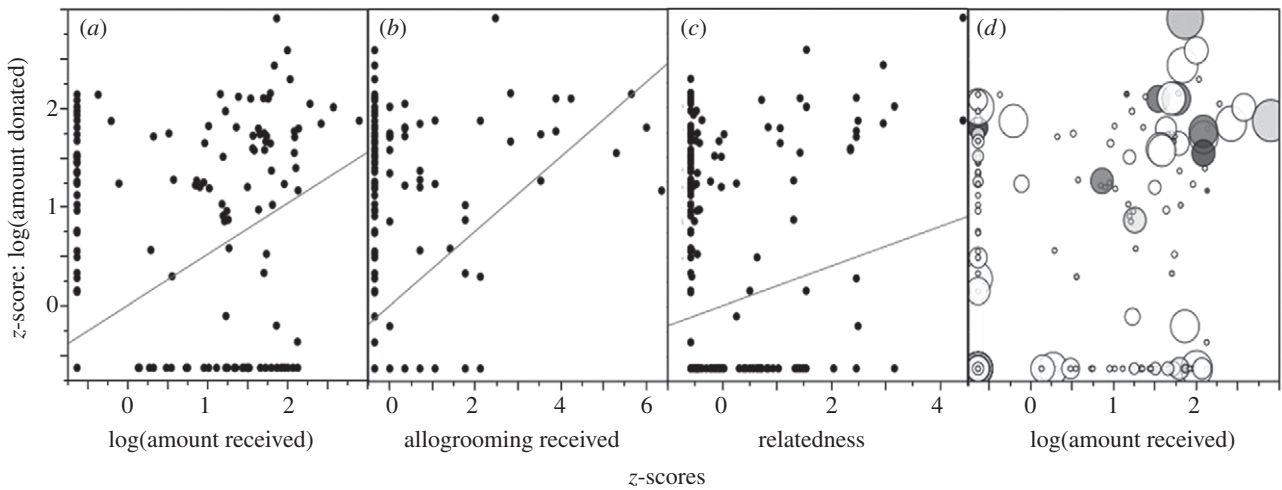 (a)
(b)
(c)
(d)
z-score: log(amount donated)
2
1
0
0 1 2
0 2 4 6
0 2 4
0 1 2
log(amount received)
allogrooming received
relatedness
log(amount received)
z-scores